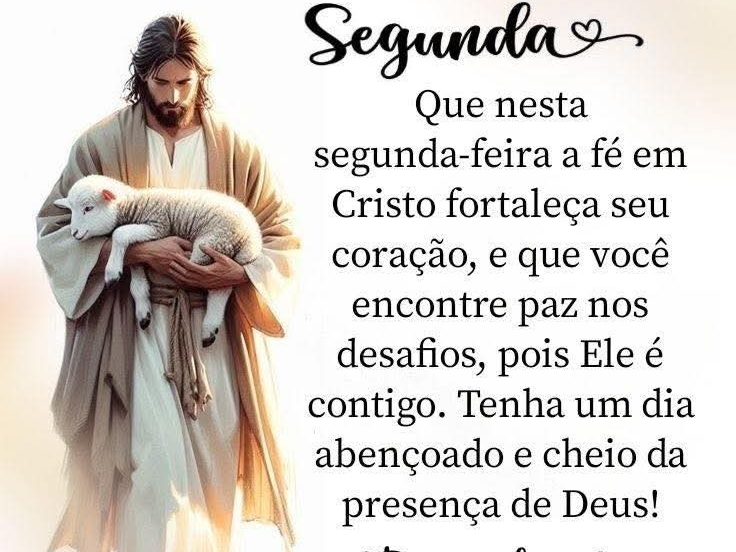 Segunda
Que nesta
segunda-feira a fé em
Cristo fortaleça seu
coração, e que você
encontre paz nos
desafios, pois Ele é
contigo. Tenha um dia
abençoado e cheio da
presença de Deus!